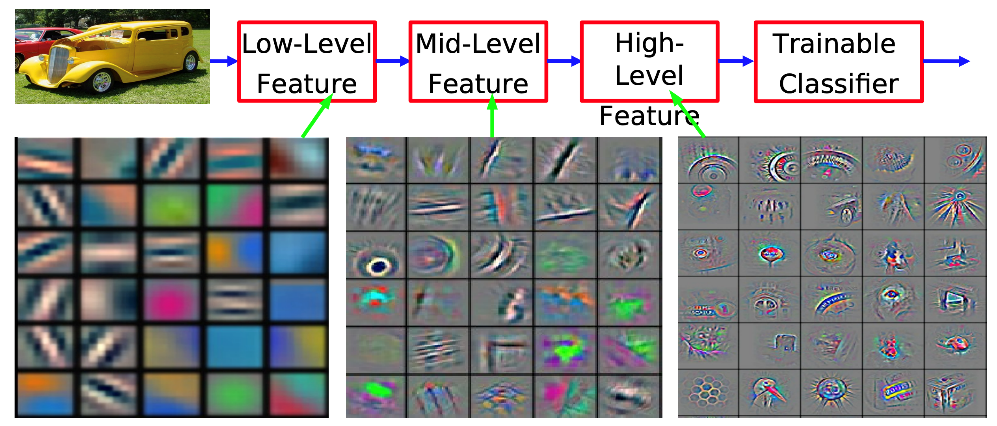 Low-Level
Feature
Mid-Level
Feature
High-
Level
Feature
Trainable
Classifier